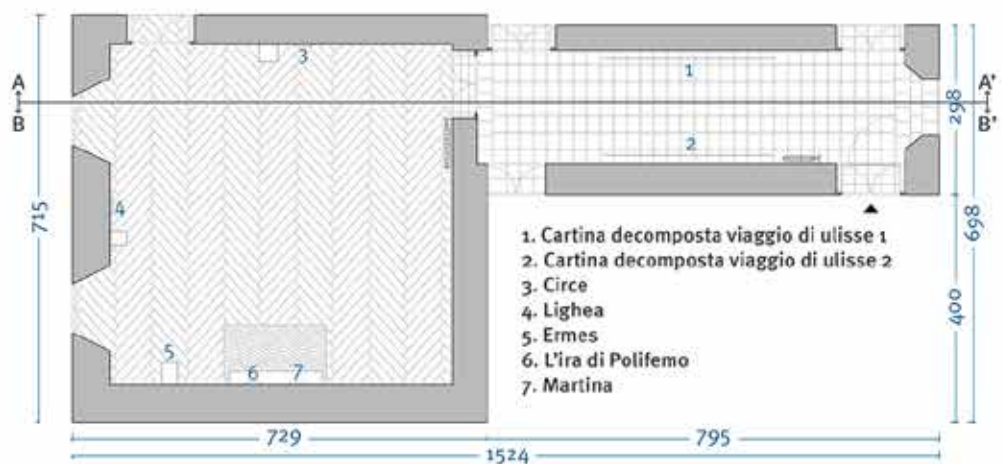 3
1
A
A'
B
B'
298
2
4
715
698
1. Cartina decomposta viaggio di ulisse 1
2. Cartina decomposta viaggio di ulisse 2
3. Circe
4. Lighea
5. Ermes
6. L'ira di Polifemo
7. Martina
400
5
6
7
729
795
1524